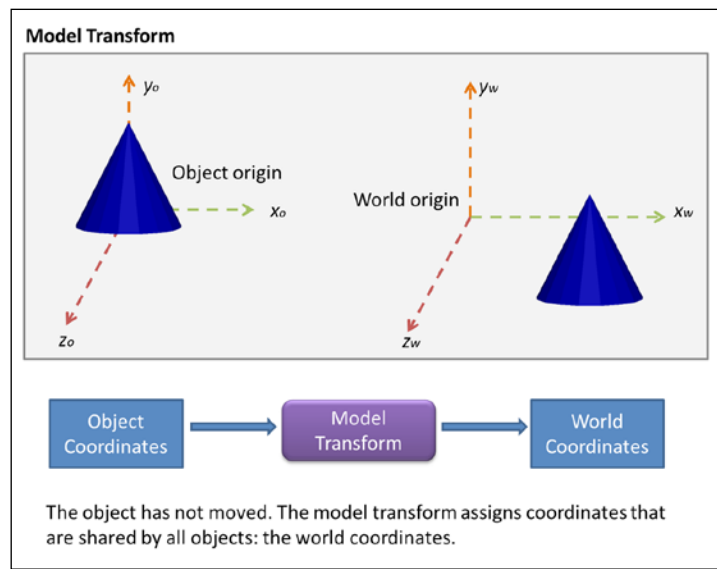 Model Transform
yo
Object origin
xo
zo
yw
World origin
xw
zw
Object
Coordinates
Model
Transform
World
Coordinates
The object has not moved. The model transform assigns coordinates that
are shared by all objects: the world coordinates.